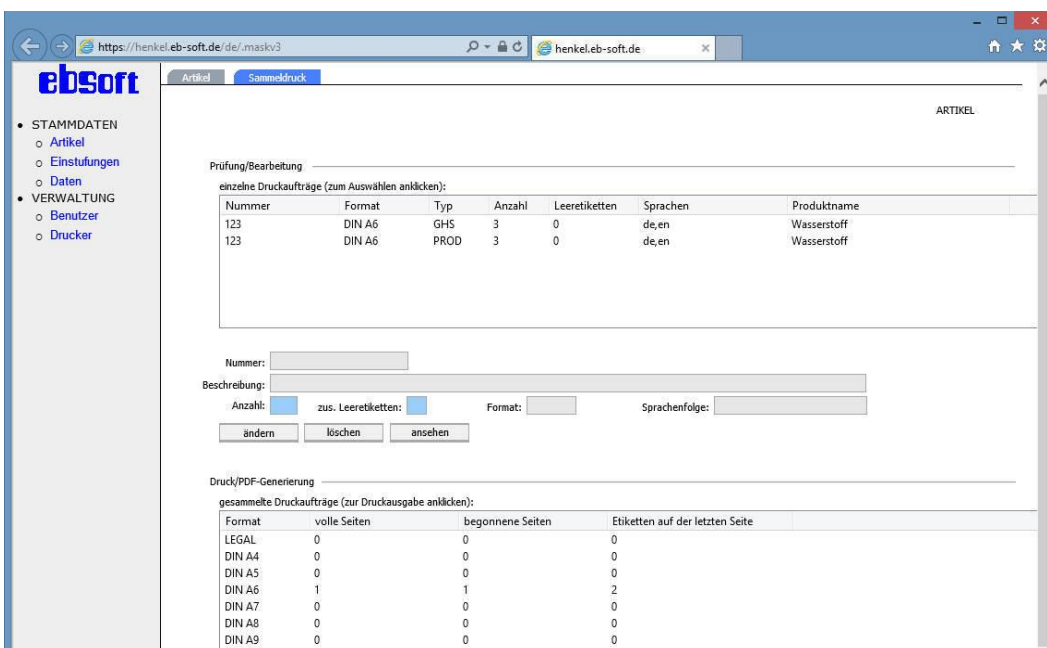 https://henkel.eb-soft.de/de/.maskv3 henkel.eb-soft.de
ebsoft
Artikel Sammeldruck
ARTIKEL
STAMMDATEN
Artikel
Einstufungen
Daten
VERWALTUNG
Benutzer
Drucker
Prüfung/Bearbeitung
einzelne Druckaufträge (zum Auswählen anklicken):
Nummer Format Typ Anzahl Leeretiketten Sprachen Produktname
123 DIN A6 GHS 3 0 de,en Wasserstoff
123 DIN A6 PROD 3 0 de,en Wasserstoff
Nummer:
Beschreibung:
Anzahl: zus. Leeretiketten: Format: Sprachenfolge:
ändern löschen ansehen
Druck/PDF-Generierung
gesammelte Druckaufträge (zur Druckausgabe anklicken):
Format volle Seiten begonnene Seiten Etiketten auf der letzten Seite
LEGAL 0 0 0
DIN A4 0 0 0
DIN A5 0 0 0
DIN A6 1 1 2
DIN A7 0 0 0
DIN A8 0 0 0
DIN A9 0 0 0